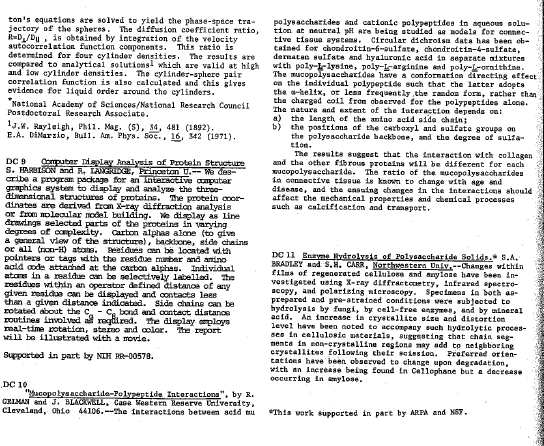 ton's equations are solved to yield the phase-space tra-
jectory of the spheres. The diffusion coefficient ratio,
R=D⊥/D∥, is obtained by integration of the velocity
autocorrelation function components. This ratio is
determined for four cylinder densities. The results are
compared to analytical solutions¹ which are valid at high
and low cylinder densities. The cylinder-sphere pair
correlation function is also calculated and this gives
evidence for liquid order around the cylinders.
*National Academy of Sciences/National Research Council
Postdoctoral Research Associate.
¹J.W. Rayleigh, Phil. Mag. (5), 34, 481 (1892).
E.A. DiMarzio, Bull. Am. Phys. Soc., 16, 342 (1971).
DC 9 Computer Display Analysis of Protein Structure
S. HARBISON and R. LANGRIDGE, Princeton U.-- We des-
cribe a program package for an interactive computer
graphics system to display and analyze the three-
dimensional structures of proteins. The protein coor-
dinates are derived from X-ray diffraction analysis
or from molecular model building. We display as line
drawings selected parts of the proteins in varying
degrees of complexity. Carbon alphas alone (to give
a general view of the structure), backbone, side chains
or all (non-H) atoms. Residues can be located with
pointers or tags with the residue number and amino
acid code attached at the carbon alphas. Individual
atoms in a residue can be selectively labelled. The
residues within an operator defined distance of any
given residue can be displayed and contacts less
than a given distance indicated. Side chains can be
rotated about the C - C bond and contact distance
routines involved as required. The display employs
real-time rotation, stereo and color. The report
will be illustrated with a movie.
Supported in part by NIH RR-00578.
DC 10
"Mucopolysaccharide-Polypeptide Interactions", by R.
GELMAN and J. BLACKWELL, Case Western Reserve University,
Cleveland, Ohio 44106.--The interactions between acid mu
polysaccharides and cationic polypeptides in aqueous solu-
tion at neutral pH are being studied as models for connec-
tive tissue systems. Circular dichroism data has been ob-
tained for chondroitin-6-sulfate, chondroitin-4-sulfate,
dermatan sulfate and hyaluronic acid in separate mixtures
with poly-L-lysine, poly-L-arginine and poly-L-ornithine.
The mucopolysaccharides have a conformation directing effect
on the individual polypeptide such that the latter adopts
the α-helix, or less frequently the random form, rather than
the charged coil from observed for the polypeptides alone.
The nature and extent of the interaction depends on:
a) the length of the amino acid side chain;
b) the positions of the carboxyl and sulfate groups on
the polysaccharide backbone, and the degree of sulfa-
tion.
The results suggest that the interaction with collagen
and the other fibrous proteins will be different for each
mucopolysaccharide. The ratio of the mucopolysaccharides
in connective tissue is known to change with age and
disease, and the ensuing changes in the interactions should
affect the mechanical properties and chemical processes
such as calcification and transport.
DC 11 Enzyme Hydrolysis of Polysaccharide Solids.* S.A.
BRADLEY and S.H. CARR, Northwestern Univ.--Changes within
films of regenerated cellulose and amylose have been in-
vestigated using X-ray diffractometry, infrared spectro-
scopy, and polarizing microscopy. Specimens in both as-
prepared and pre-strained conditions were subjected to
hydrolysis by fungi, by cell-free enzymes, and by mineral
acid. An increase in crystallite size and distortion
level have been noted to accompany such hydrolytic proces-
ses in cellulosic materials, suggesting that chain seg-
ments in non-crystalline regions may add to neighboring
crystallites following their scission. Preferred orien-
tations have been observed to change upon degradation,
with an increase being found in Cellophane but a decrease
occurring in amylose.
*This work supported in part by ARPA and NSF.